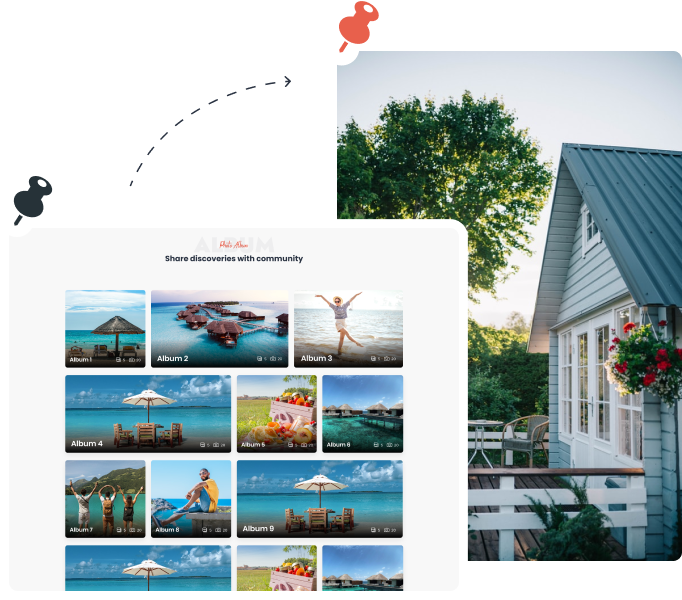 ALBUM
Photo Album
Share discoveries with community
Album 1
Album 2
Album 3
Album 4
Album 5
Album 6
Album 7
Album 8
Album 9